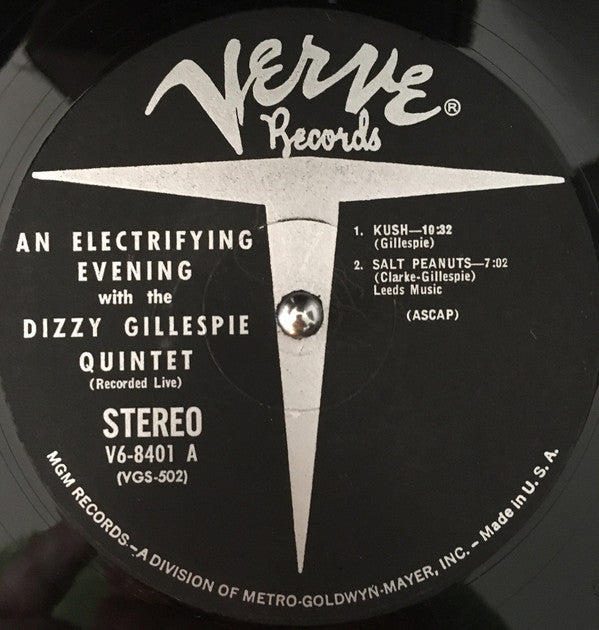 Verve®
Records
AN ELECTRIFYING
EVENING
with the
DIZZY GILLESPIE
QUINTET
(Recorded Live)
STEREO
V6-8401 A
(VGS-502)
1. KUSH—10:32
(Gillespie)
2. SALT PEANUTS—7:02
(Clarke-Gillespie)
Leeds Music
(ASCAP)
MGM RECORDS—A DIVISION OF METRO-GOLDWYN-MAYER, INC. – Made in U.S.A.